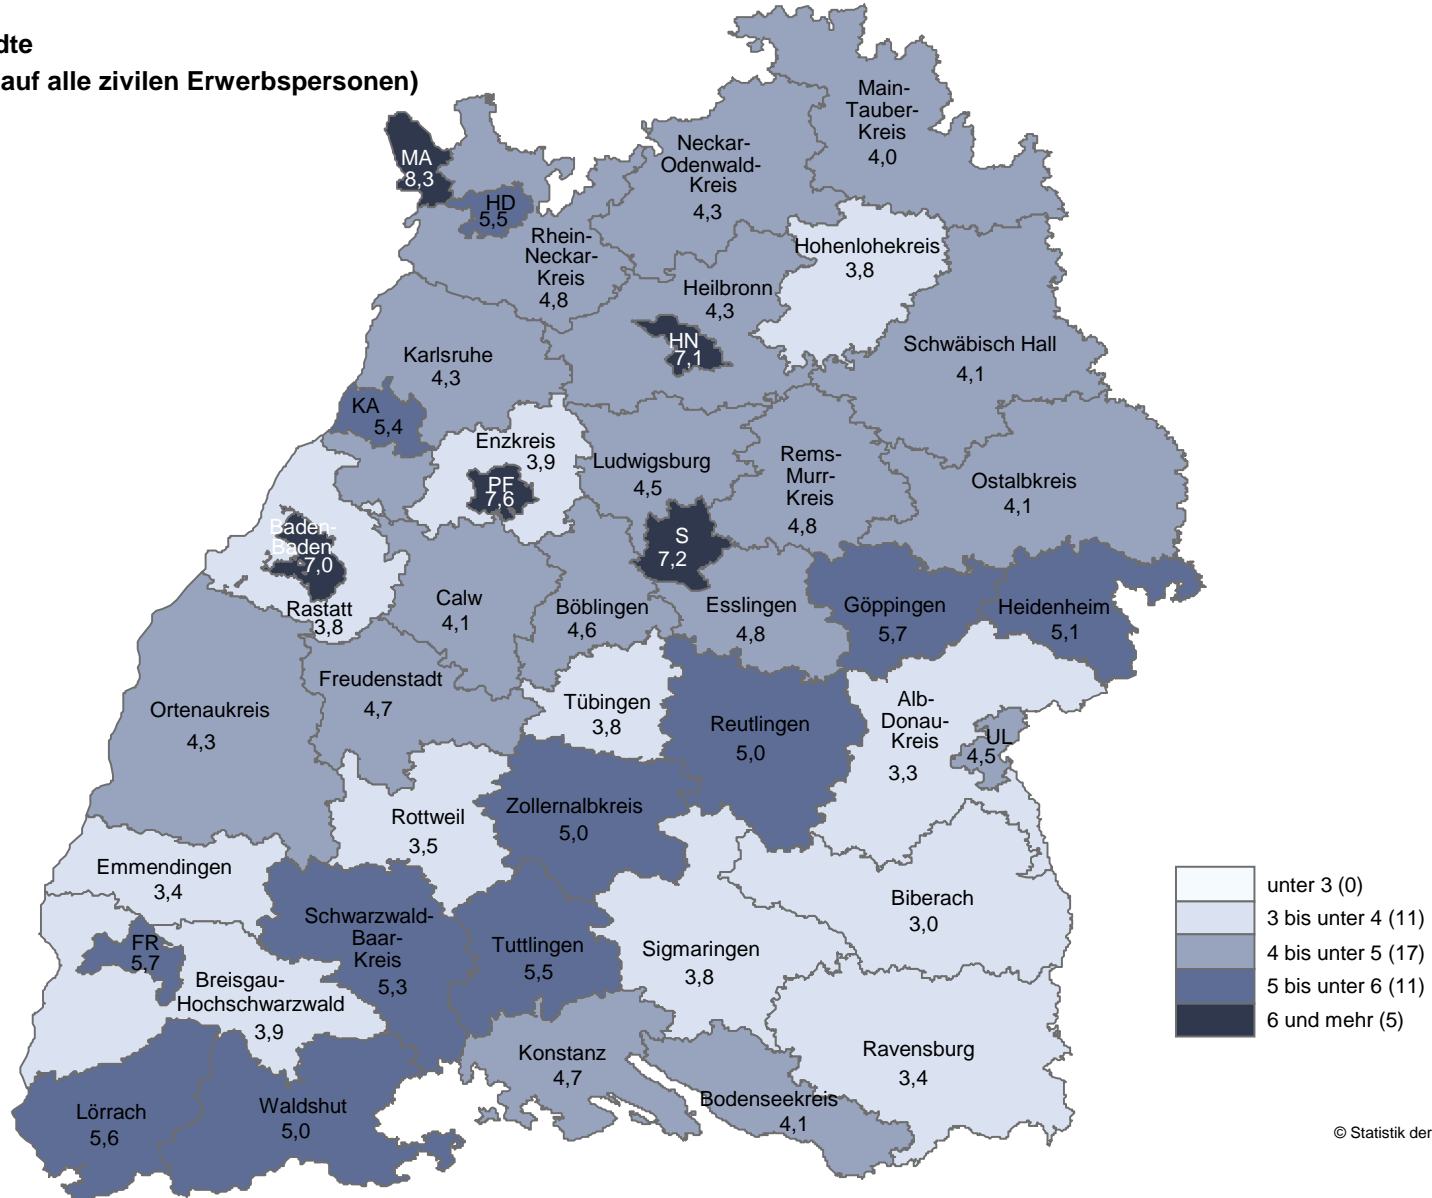 dte
auf alle zivilen Erwerbspersonen)
Main-
Tauber-
Kreis
4,0
MA
8,3
Neckar-
Odenwald-
Kreis
4,3
HD
5,5
Rhein-
Neckar-
Kreis
4,8
Hohenlohekreis
3,8
Heilbronn
4,3
HN
7,1
Schwäbisch Hall
4,1
Karlsruhe
4,3
KA
5,4
Enzkreis
3,9
PF
7,6
Ludwigsburg
4,5
Rems-
Murr-
Kreis
4,8
Ostalbkreis
4,1
Baden-
Baden
7,0
S
7,2
Rastatt
3,8
Calw
4,1
Böblingen
4,6
Esslingen
4,8
Göppingen
5,7
Heidenheim
5,1
Ortenaukreis
4,3
Freudenstadt
4,7
Tübingen
3,8
Reutlingen
5,0
Alb-
Donau-
Kreis
3,3
UL
4,5
Rottweil
3,5
Zollernalbkreis
5,0
Emmendingen
3,4
Biberach
3,0
Schwarzwald-
Baar-
Kreis
5,3
Tuttlingen
5,5
Sigmaringen
3,8
FR
5,7
Breisgau-
Hochschwarzwald
3,9
Konstanz
4,7
Ravensburg
3,4
Bodenseekreis
4,1
Lörrach
5,6
Waldshut
5,0
unter 3 (0)
3 bis unter 4 (11)
4 bis unter 5 (17)
5 bis unter 6 (11)
6 und mehr (5)
© Statistik der